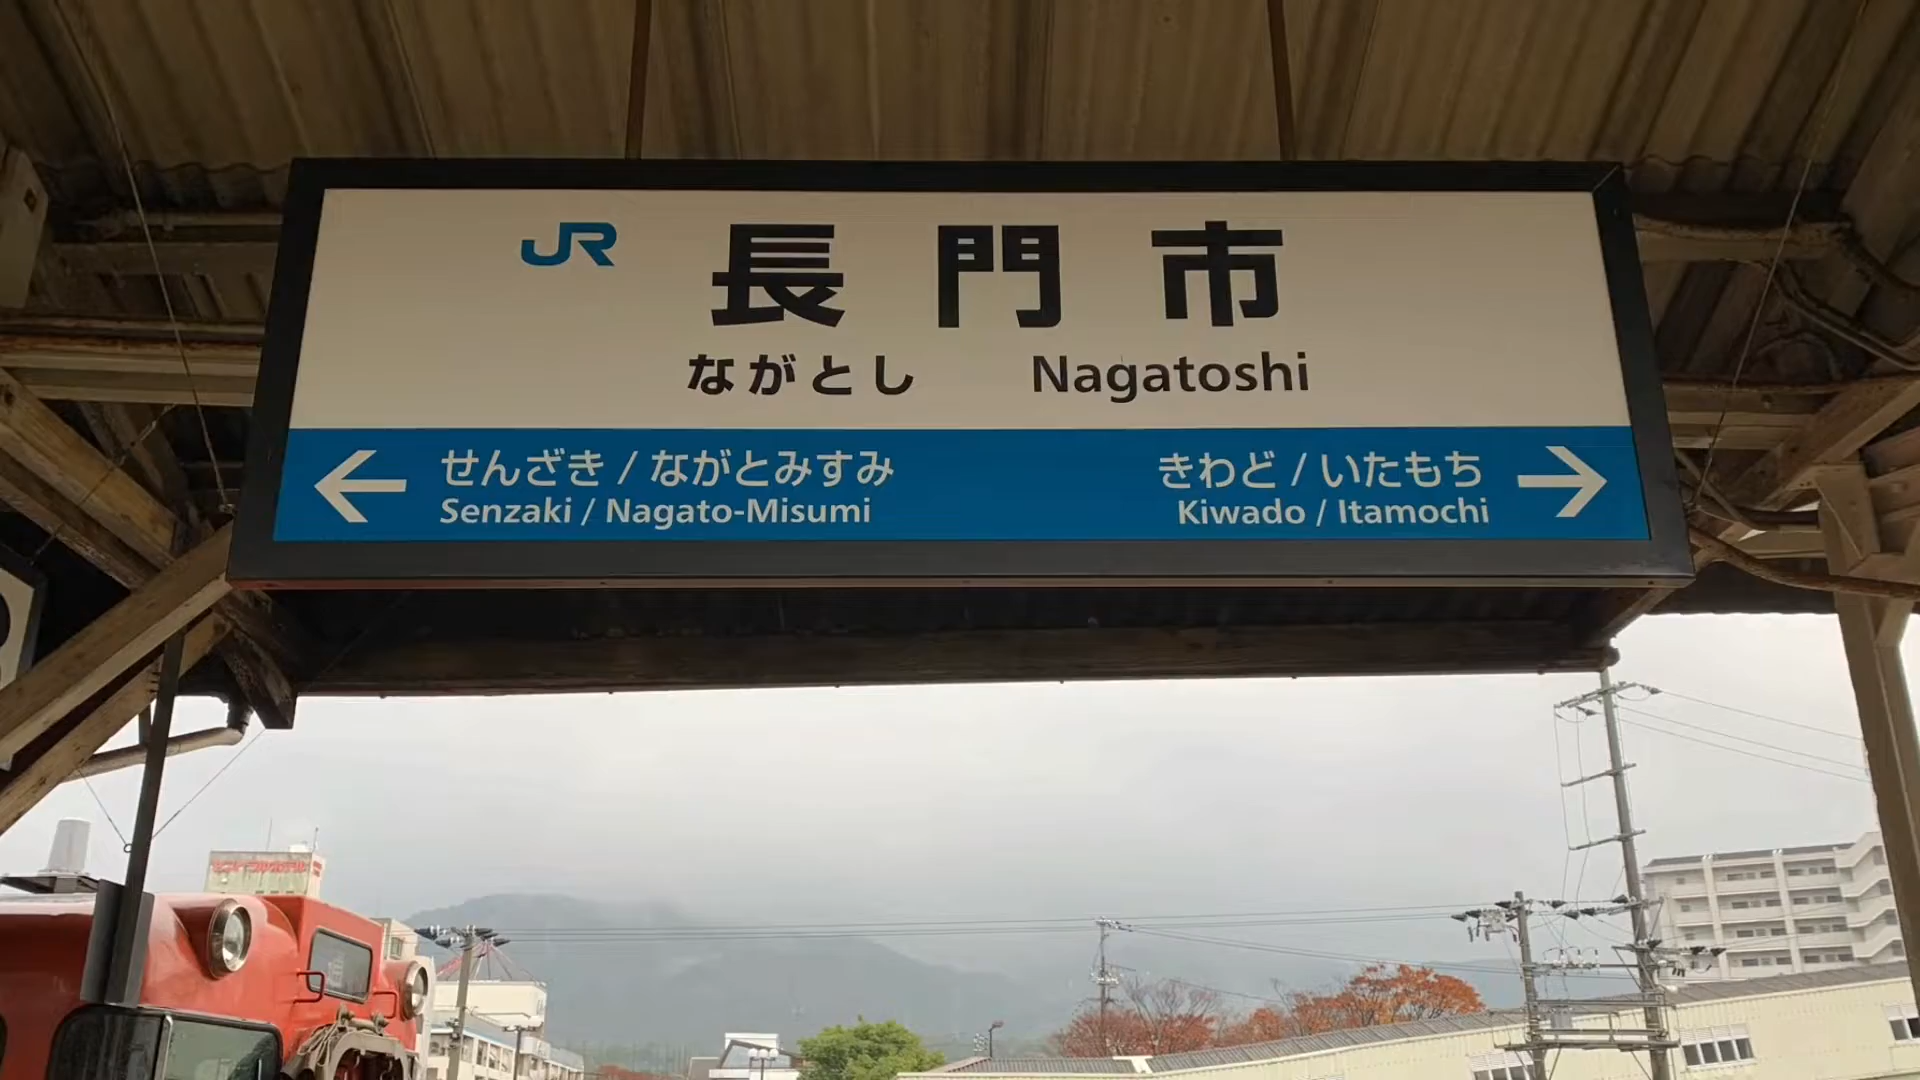 JR 長門市
ながとし Nagatoshi
← せんざき / ながとみすみ きわど / いたもち →
Senzaki / Nagato-Misumi Kiwado / Itamochi